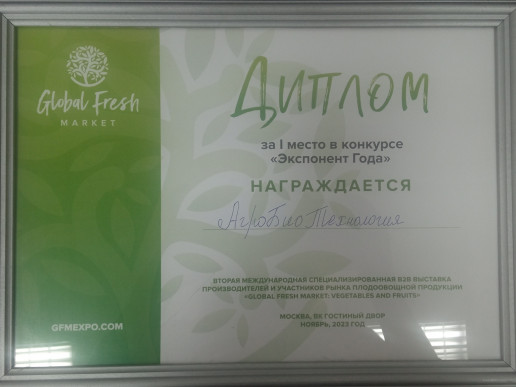 Global Fresh
MARKET
ДИПЛОМ
за I место в конкурсе
«Экспонент Года»
НАГРАЖДАЕТСЯ
«АгроБиоТехнология
ВТОРАЯ МЕЖДУНАРОДНАЯ СПЕЦИАЛИЗИРОВАННАЯ B2B ВЫСТАВКА
ПРОИЗВОДИТЕЛЕЙ И УЧАСТНИКОВ РЫНКА ПЛОДООВОЩНОЙ ПРОДУКЦИИ
«GLOBAL FRESH MARKET: VEGETABLES AND FRUITS»
МОСКВА, ВК ГОСТИНЫЙ ДВОР
НОЯБРЬ, 2023 ГОД
GFMEXPO.COM